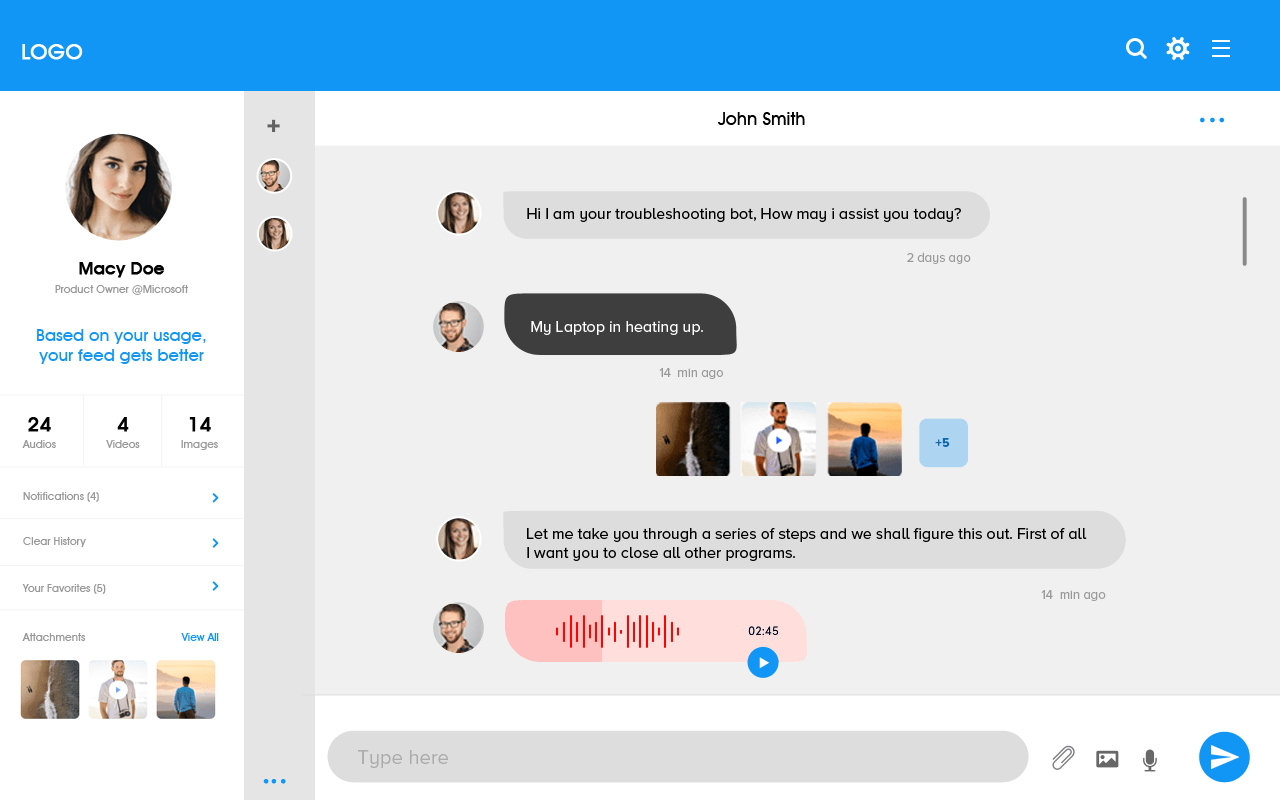 LOGO
Macy Doe
Product Owner @Microsoft
Based on your usage,
your feed gets better
24
Audios
4
Videos
14
Images
Notifications (4)
Clear History
Your Favorites (5)
Attachments
View All
John Smith
Hi I am your troubleshooting bot, How may i assist you today?
2 days ago
My Laptop in heating up.
14 min ago
+5
Let me take you through a series of steps and we shall figure this out. First of all
I want you to close all other programs.
14 min ago
02:45
Type here